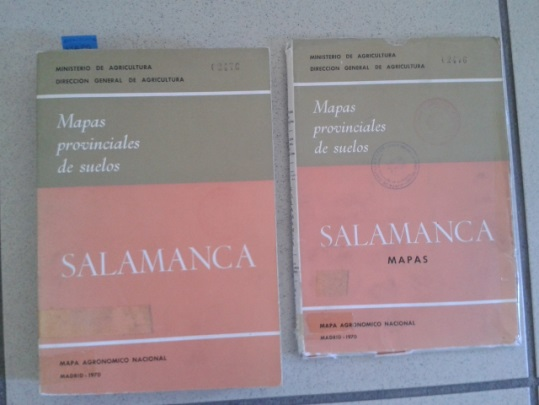 MINISTERIO DE AGRICULTURA
DIRECCION GENERAL DE AGRICULTURA
Mapas
provinciales
de suelos
SALAMANCA
MAPA AGRONOMICO NACIONAL
MADRID - 1970
MINISTERIO DE AGRICULTURA
DIRECCION GENERAL DE AGRICULTURA
Mapas
provinciales
de suelos
SALAMANCA
MAPAS
MAPA AGRONOMICO NACIONAL
MADRID - 1970